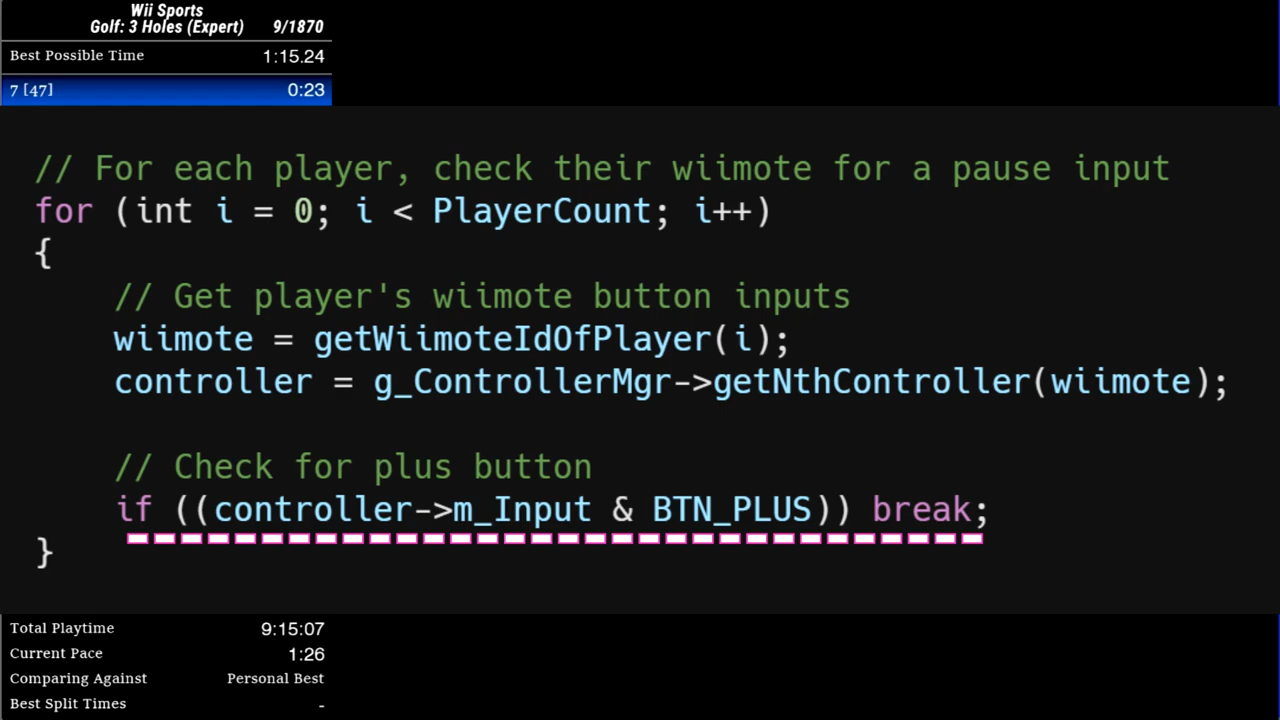 Wii Sports
Golf: 3 Holes (Expert) 9/1870
Best Possible Time 1:15.24
7 [47] 0:23
// For each player, check their wiimote for a pause input
for (int i = 0; i < PlayerCount; i++)
{
// Get player's wiimote button inputs
wiimote = getWiimoteIdOfPlayer(i);
controller = g_ControllerMgr->getNthController(wiimote);
// Check for plus button
if ((controller->m_Input & BTN_PLUS)) break;
}
Total Playtime 9:15:07
Current Pace 1:26
Comparing Against Personal Best
Best Split Times -